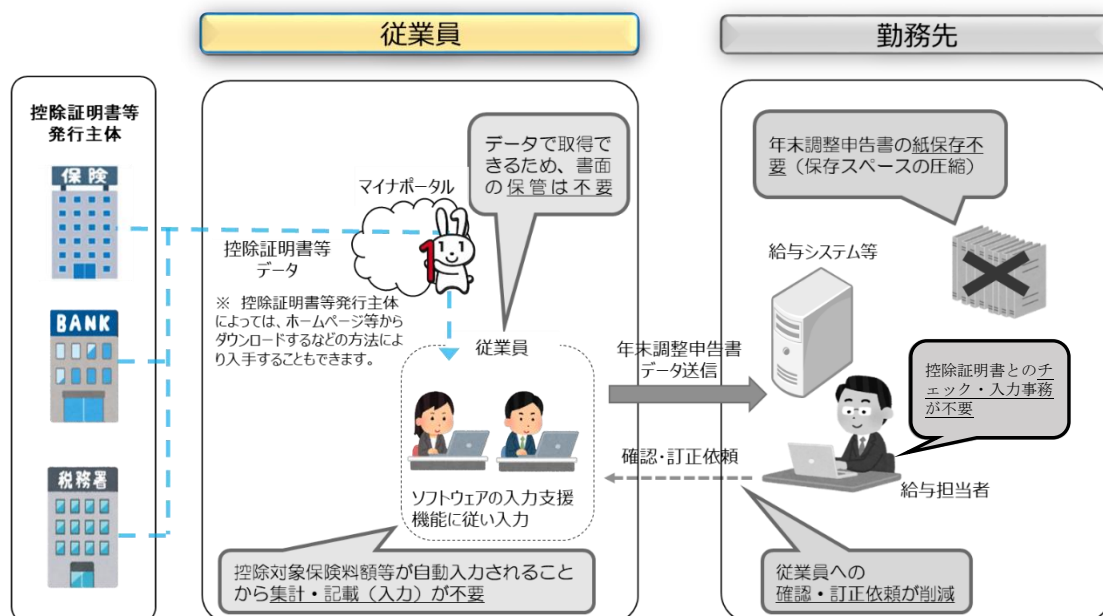 従業員
勤務先
控除証明書等
発行主体
保険
BANK
税務署
マイナポータル
1
控除証明書等
データ
※ 控除証明書等発行主体
によっては、ホームページ等から
ダウンロードするなどの方法によ
り入手することもできます。
データで取得で
きるため、書面
の保管は不要
従業員
ソフトウェアの入力支援
機能に従い入力
控除対象保険料額等が自動入力されること
から集計・記載（入力）が不要
年末調整申告書
データ送信
確認・訂正依頼
年末調整申告書の紙保存不
要（保存スペースの圧縮）
給与システム等
控除証明書とのチ
ェック・入力事務
が不要
給与担当者
従業員への
確認・訂正依頼が削減